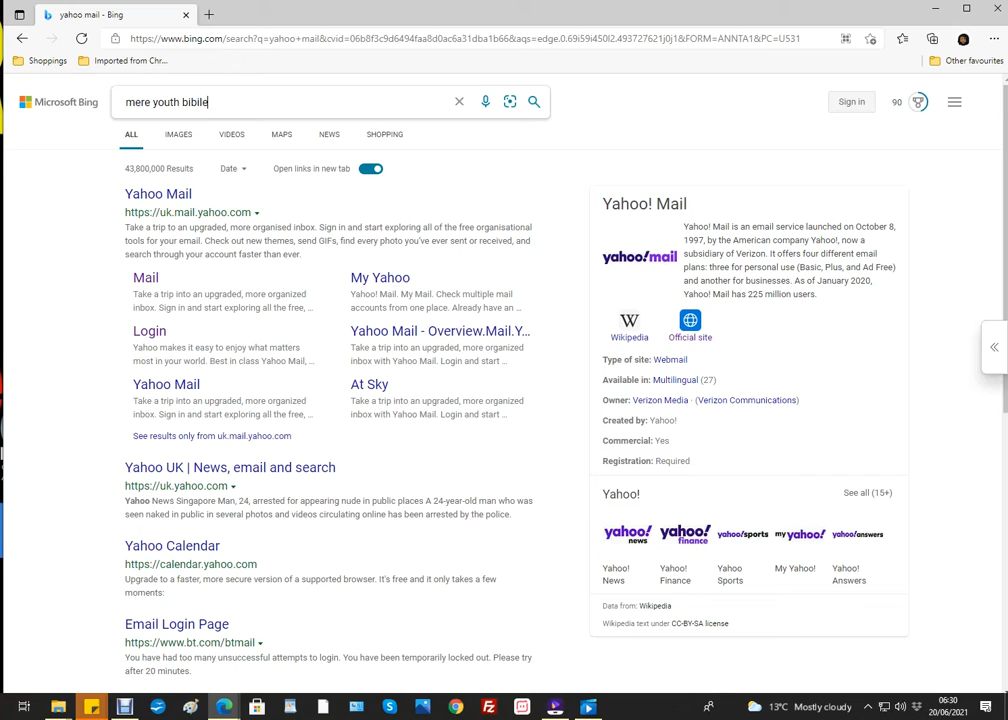 yahoo mail - Bing
https://www.bing.com/search?q=yahoo+mail&cvid=06b8f3c9d6494faa8d0ac6a31dba1b66&aqs=edge.0.69i59i450l2.493727621j0j1&FORM=ANNTA1&PC=U531
Shoppings
Imported from Chr...
Other favourites
Microsoft Bing
mere youth bibile
Sign in
90
ALL
IMAGES
VIDEOS
MAPS
NEWS
SHOPPING
43,800,000 Results
Date
Open links in new tab
Yahoo Mail
https://uk.mail.yahoo.com
Take a trip to an upgraded, more organised inbox. Sign in and start exploring all of the free organisational
tools for your email. Check out new themes, send GIFs, find every photo you've ever sent or received, and
search through your account faster than ever.
Mail
Take a trip into an upgraded, more organized
inbox. Sign in and start exploring all the free, ...
My Yahoo
Yahoo! Mail. My Mail. Check multiple mail
accounts from one place. Already have an ...
Login
Yahoo makes it easy to enjoy what matters
most in your world. Best in class Yahoo Mail, ...
Yahoo Mail - Overview.Mail.Y...
Take a trip into an upgraded, more organized
inbox with Yahoo Mail. Login and start ...
Yahoo Mail
Take a trip into an upgraded, more organized
inbox. Sign in and start exploring all the free, ...
At Sky
Take a trip into an upgraded, more organized
inbox with Yahoo Mail. Login and start ...
See results only from uk.mail.yahoo.com
Yahoo UK | News, email and search
https://uk.yahoo.com
Yahoo News Singapore Man, 24, arrested for appearing nude in public places A 24-year-old man who was
seen naked in public in several photos and videos circulating online has been arrested by the police.
Yahoo Calendar
https://calendar.yahoo.com
Upgrade to a faster, more secure version of a supported browser. It's free and it only takes a few
moments:
Email Login Page
https://www.bt.com/btmail
You have had too many unsuccessful attempts to login. You have been temporarily locked out. Please try
after 20 minutes.
Yahoo! Mail
yahoo!mail
Yahoo! Mail is an email service launched on October 8,
1997, by the American company Yahoo!, now a
subsidiary of Verizon. It offers four different email
plans: three for personal use (Basic, Plus, and Ad Free)
and another for businesses. As of January 2020,
Yahoo! Mail has 225 million users.
W
Wikipedia
Official site
Type of site: Webmail
Available in: Multilingual (27)
Owner: Verizon Media · (Verizon Communications)
Created by: Yahoo!
Commercial: Yes
Registration: Required
Yahoo!
See all (15+)
yahoo! news
yahoo! finance
yahoo!sports
my yahoo!
yahoo!answers
Yahoo! News
Yahoo! Finance
Yahoo Sports
My Yahoo!
Yahoo! Answers
Data from: Wikipedia
Wikipedia text under CC-BY-SA license
13°C Mostly cloudy
06:30
20/06/2021